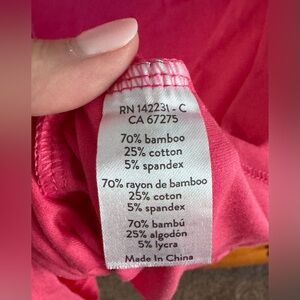 RN 142231 - C
CA 67275
70% bamboo
25% cotton
5% spandex
70% rayon de bamboo
25% coton
5% spandex
70% bambú
25% algodón
5% lycra
Made In China